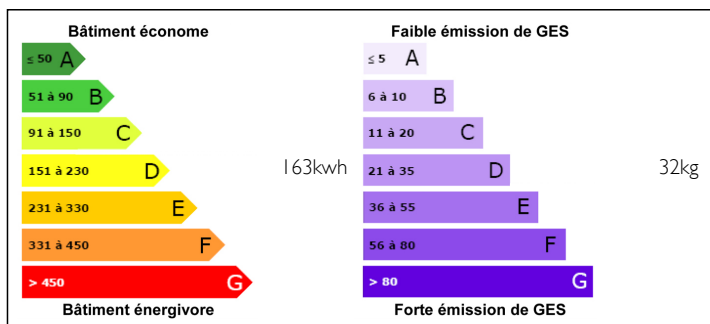 Bâtiment économe
≤ 50 A
51 à 90 B
91 à 150 C
151 à 230 D
231 à 330 E
331 à 450 F
> 450 G
Bâtiment énergivore
163kwh
Faible émission de GES
≤ 5 A
6 à 10 B
11 à 20 C
21 à 35 D
36 à 55 E
56 à 80 F
> 80 G
Forte émission de GES
32kg